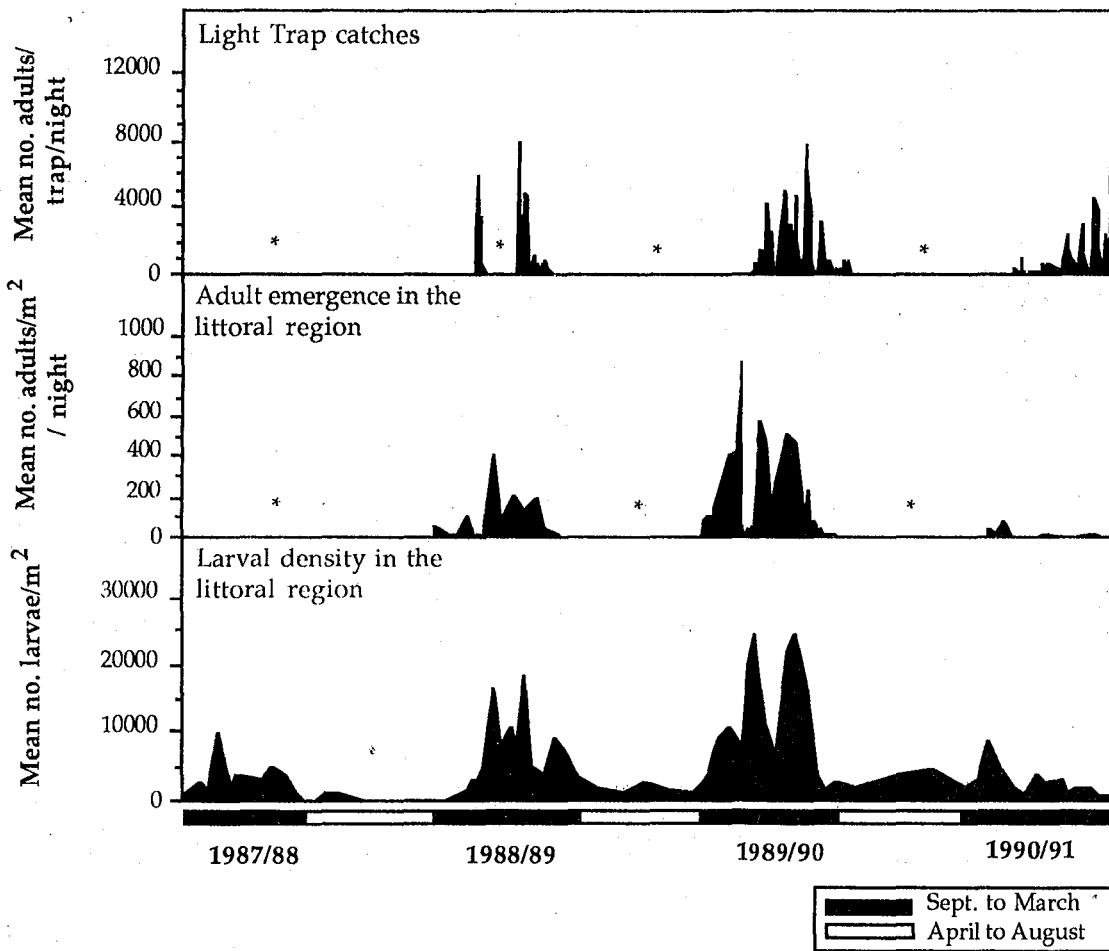 Light Trap catches
Mean no. adults/
trap/night
12000
8000
4000
0
*
*
*
*
Adult emergence in the
littoral region
Mean no. adults/m²
/ night
1000
800
600
400
200
0
*
*
*
Larval density in the
littoral region
Mean no. larvae/m²
30000
20000
10000
0
1987/88
1988/89
1989/90
1990/91
Sept. to March
April to August